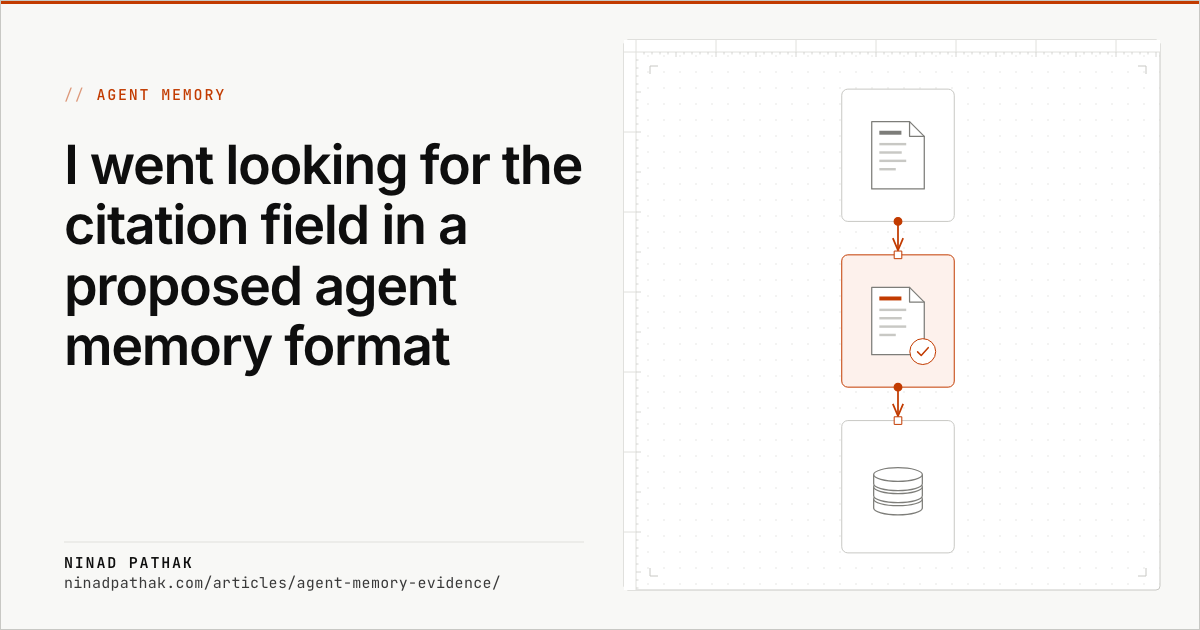 // AGENT MEMORY
I went looking for the
citation field in a
proposed agent
memory format
NINAD PATHAK
ninadpathak.com/articles/agent-memory-evidence/